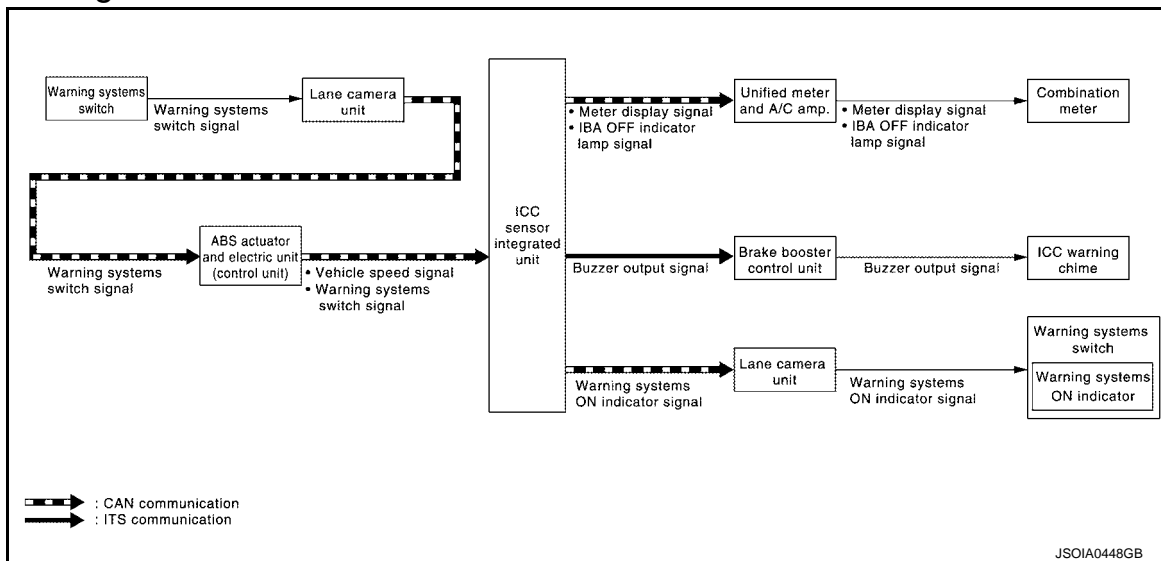 Warning systems
switch
Warning systems
switch signal
Lane camera
unit
Warning systems
switch signal
ABS actuator
and electric unit
(control unit)
• Vehicle speed signal
• Warning systems
switch signal
ICC
sensor
integrated
unit
• Meter display signal
• IBA OFF indicator
lamp signal
Unified meter
and A/C amp.
• Meter display signal
• IBA OFF indicator
lamp signal
Combination
meter
Buzzer output signal
Brake booster
control unit
Buzzer output signal
ICC warning
chime
Warning systems
ON indicator signal
Lane camera
unit
Warning systems
ON indicator signal
Warning systems
switch
Warning systems
ON indicator
: CAN communication
: ITS communication
JSOIA0448GB